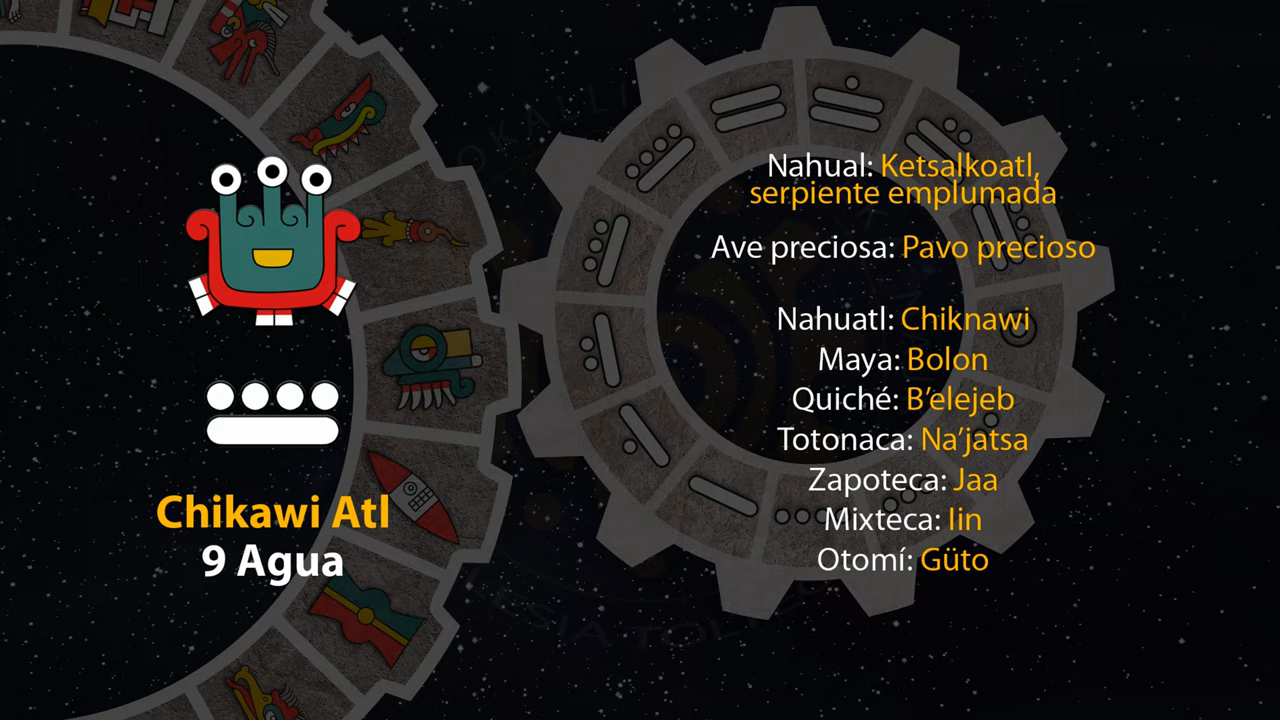 Chikawi Atl
9 Agua
Nahual: Ketsalkoatl,
serpiente emplumada
Ave preciosa: Pavo precioso
Nahuatl: Chiknawi
Maya: Bolon
Quiché: B’elejeb
Totonaca: Na’jatsa
Zapoteca: Jaa
Mixteca: Iin
Otomí: Güto